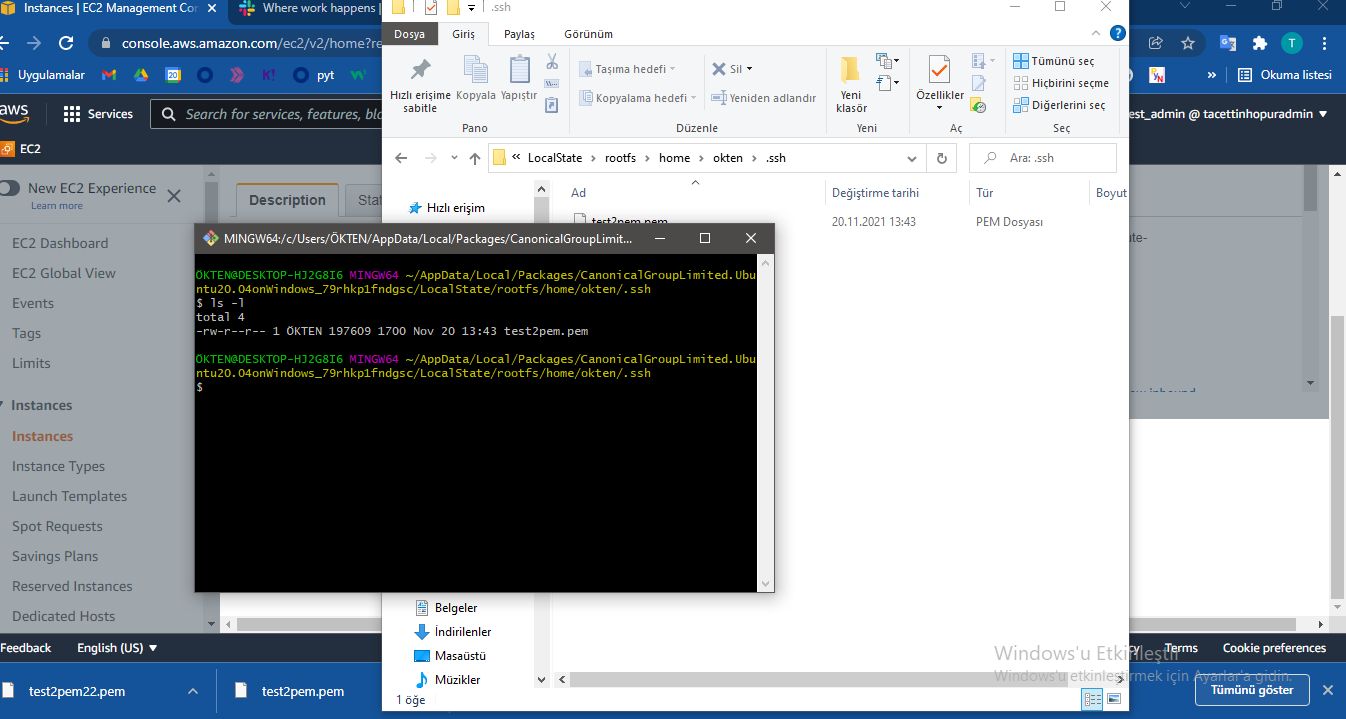 Instances | EC2 Management Cor
Where work happens |
.ssh
console.aws.amazon.com/ec2/v2/home?re
T
Uygulamalar
20
K!
pyt
Okuma listesi
Dosya
Giriş
Paylaş
Görünüm
Hızlı erişime sabitle
Kopyala
Yapıştır
Pano
Taşıma hedefi
Kopyalama hedefi
Sil
Yeniden adlandır
Düzenle
Yeni klasör
Yeni
Özellikler
Aç
Tümünü seç
Hiçbirini seçme
Diğerlerini seç
Seç
aws
Services
Search for services, features, blo
est_admin @ tacettinhopuradmin
EC2
« LocalState > rootfs > home > okten > .ssh
Ara: .ssh
New EC2 Experience
Learn more
Description
Stat
Hızlı erişim
Ad
Değiştirme tarihi
Tür
Boyut
test2pem.pem
20.11.2021 13:43
PEM Dosyası
ute-
MINGW64:/c/Users/ÖKTEN/AppData/Local/Packages/CanonicalGroupLimit...
ÖKTEN@DESKTOP-HJ2G8I6 MINGW64 ~/AppData/Local/Packages/CanonicalGroupLimited.Ubu
ntu20.04onWindows_79rhkp1fndgsc/LocalState/rootfs/home/okten/.ssh
$ ls -l
total 4
-rw-r--r-- 1 ÖKTEN 197609 1700 Nov 20 13:43 test2pem.pem
ÖKTEN@DESKTOP-HJ2G8I6 MINGW64 ~/AppData/Local/Packages/CanonicalGroupLimited.Ubu
ntu20.04onWindows_79rhkp1fndgsc/LocalState/rootfs/home/okten/.ssh
$
EC2 Dashboard
EC2 Global View
Events
Tags
Limits
Instances
Instances
Instance Types
Launch Templates
Spot Requests
Savings Plans
Reserved Instances
Dedicated Hosts
Belgeler
İndirilenler
Masaüstü
Müzikler
1 öğe
Feedback
English (US)
Terms
Cookie preferences
Windows'u Etkinleştir
Windows'u etkinleştirmek için Ayarlar'a gidin.
test2pem22.pem
test2pem.pem
Tümünü göster